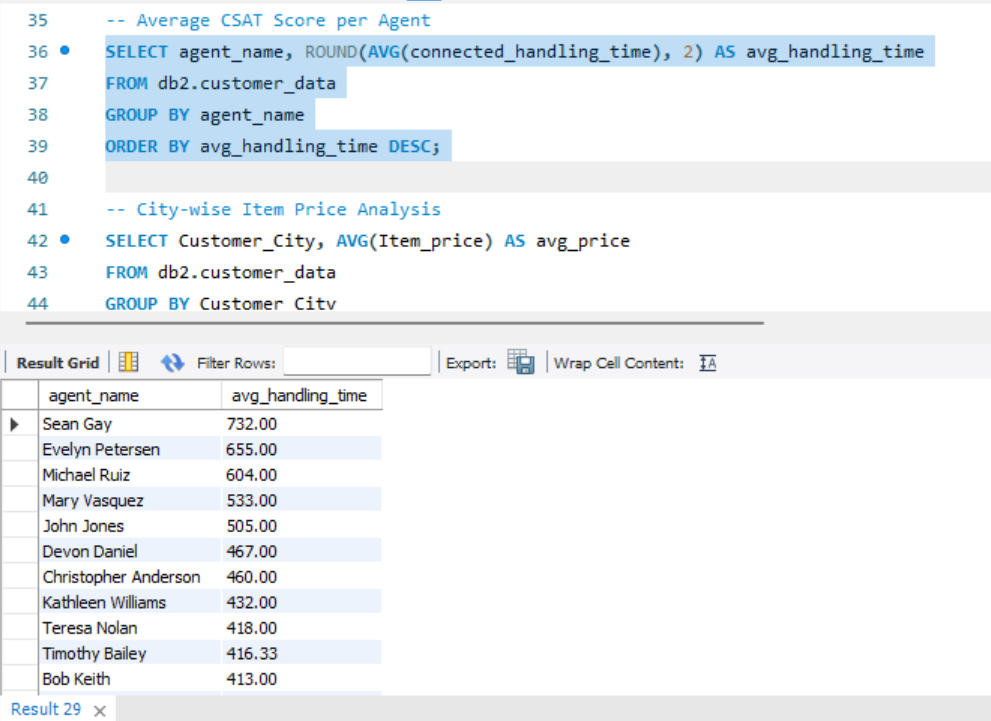 35 -- Average CSAT Score per Agent
36 SELECT agent_name, ROUND(AVG(connected_handling_time), 2) AS avg_handling_time
37 FROM db2.customer_data
38 GROUP BY agent_name
39 ORDER BY avg_handling_time DESC;
40
41 -- City-wise Item Price Analysis
42 SELECT Customer_City, AVG(Item_price) AS avg_price
43 FROM db2.customer_data
44 GROUP BY Customer_City
Result Grid Filter Rows: Export: Wrap Cell Content: IA
agent_name avg_handling_time
Sean Gay 732.00
Evelyn Petersen 655.00
Michael Ruiz 604.00
Mary Vasquez 533.00
John Jones 505.00
Devon Daniel 467.00
Christopher Anderson 460.00
Kathleen Williams 432.00
Teresa Nolan 418.00
Timothy Bailey 416.33
Bob Keith 413.00
Result 29